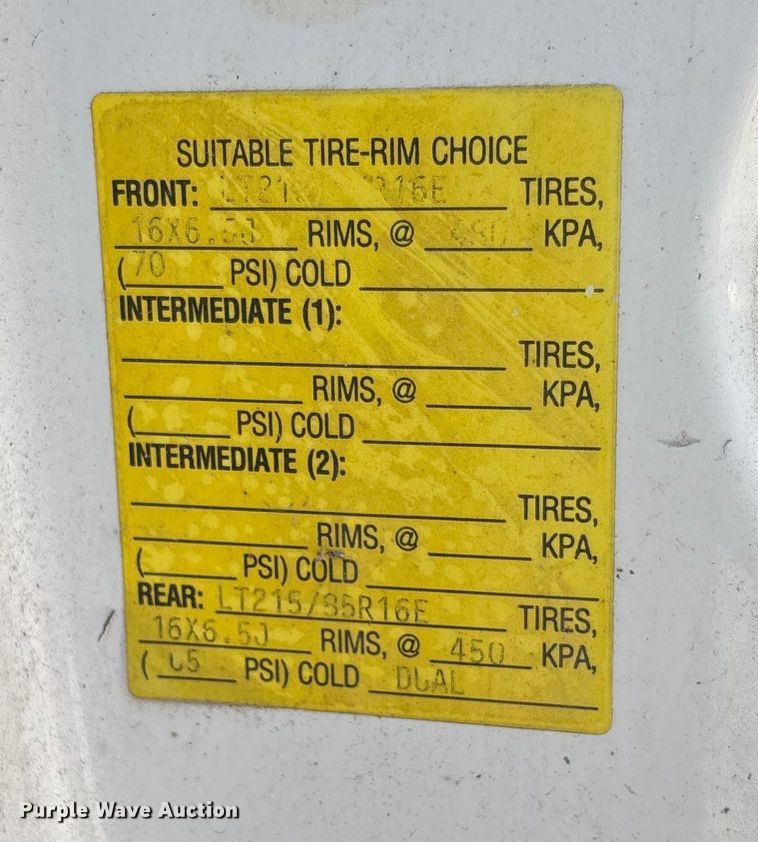 SUITABLE TIRE-RIM CHOICE
FRONT: TIRES,
16X6.5J RIMS, @ 480 KPA,
(70 PSI) COLD
INTERMEDIATE (1):
TIRES,
RIMS, @ KPA,
( PSI) COLD
INTERMEDIATE (2):
TIRES,
RIMS, @ KPA,
( PSI) COLD
REAR: LT215/85R16E TIRES,
16X6.5J RIMS, @ 450 KPA,
( PSI) COLD DUAL
Purple Wave Auction